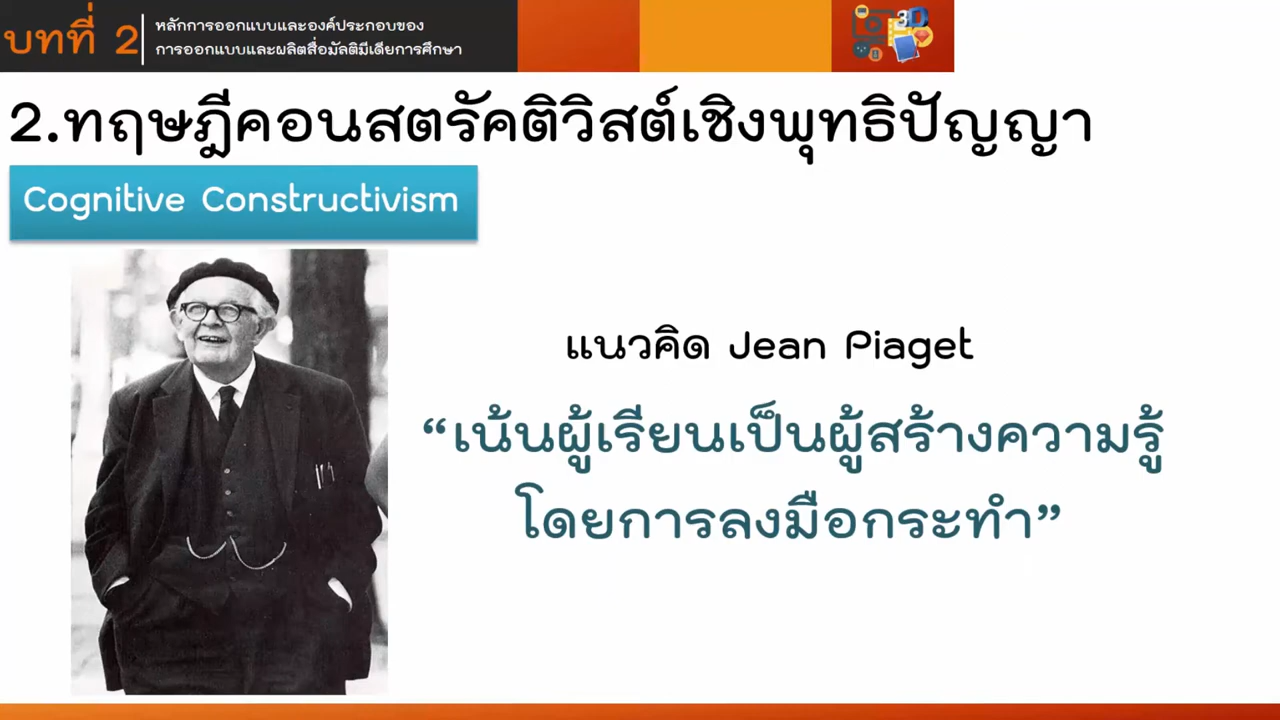 บทที่ 2
หลักการออกแบบและองค์ประกอบของ
การออกแบบและผลิตสื่อมัลติมีเดียการศึกษา
3D
2.ทฤษฎีคอนสตรัคติวิสต์เชิงพุทธิปัญญา
Cognitive Constructivism
แนวคิด Jean Piaget
“เน้นผู้เรียนเป็นผู้สร้างความรู้
โดยการลงมือกระทำ”